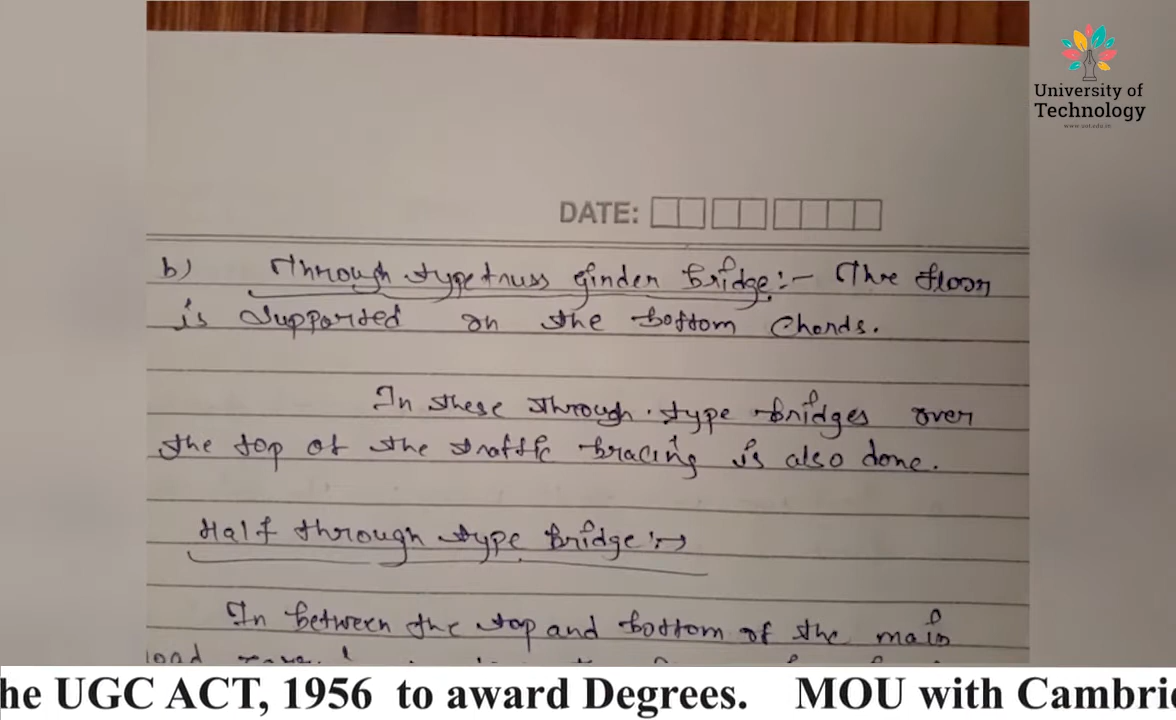 University of
Technology
DATE:
b) Through type truss girder bridge:- The floor
is supported on the bottom chords.
In these through type bridges over
the top of the traffic bracing is also done.
Half through type bridge:→
In between the top and bottom of the main
he UGC ACT, 1956 to award Degrees. MOU with Cambri